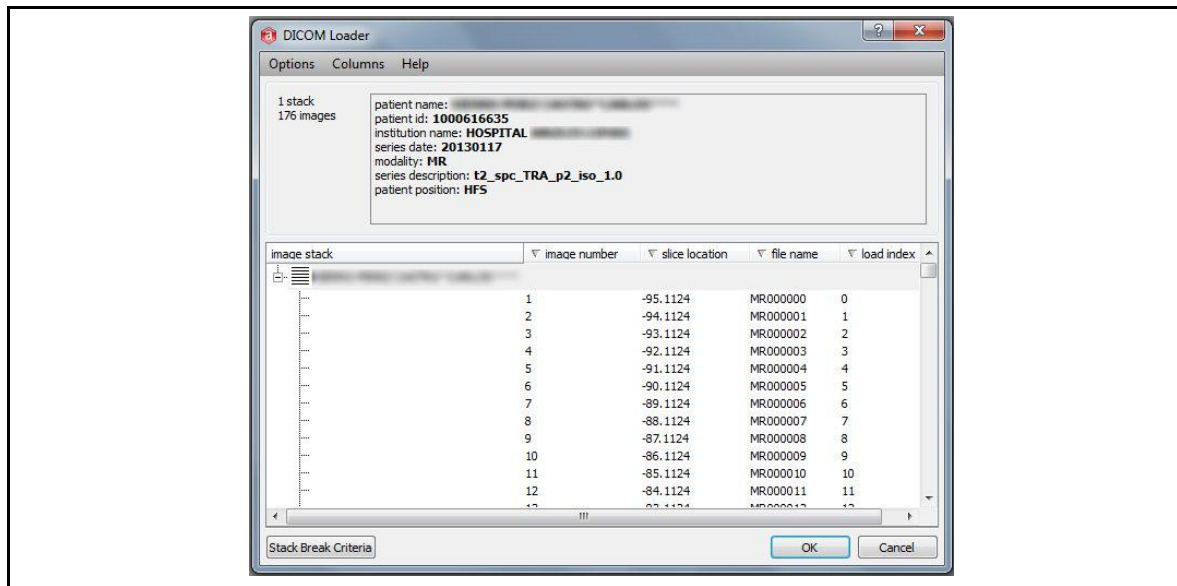 DICOM Loader
Options Columns Help
1 stack
176 images
patient name:
patient id: 1000616635
institution name: HOSPITAL
series date: 20130117
modality: MR
series description: t2_spc_TRA_p2_iso_1.0
patient position: HFS
image stack image number slice location file name load index
1 -95.1124 MR000000 0
2 -94.1124 MR000001 1
3 -93.1124 MR000002 2
4 -92.1124 MR000003 3
5 -91.1124 MR000004 4
6 -90.1124 MR000005 5
7 -89.1124 MR000006 6
8 -88.1124 MR000007 7
9 -87.1124 MR000008 8
10 -86.1124 MR000009 9
11 -85.1124 MR000010 10
12 -84.1124 MR000011 11
Stack Break Criteria OK Cancel